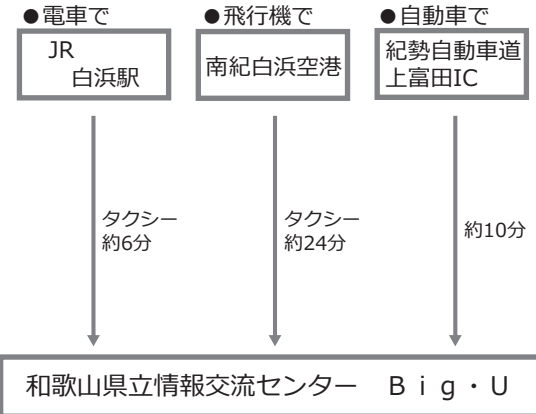 ●電車で
JR
白浜駅
タクシー
約6分
●飛行機で
南紀白浜空港
タクシー
約24分
●自動車で
紀勢自動車道
上富田IC
約10分
和歌山県立情報交流センター　Ｂｉｇ・Ｕ